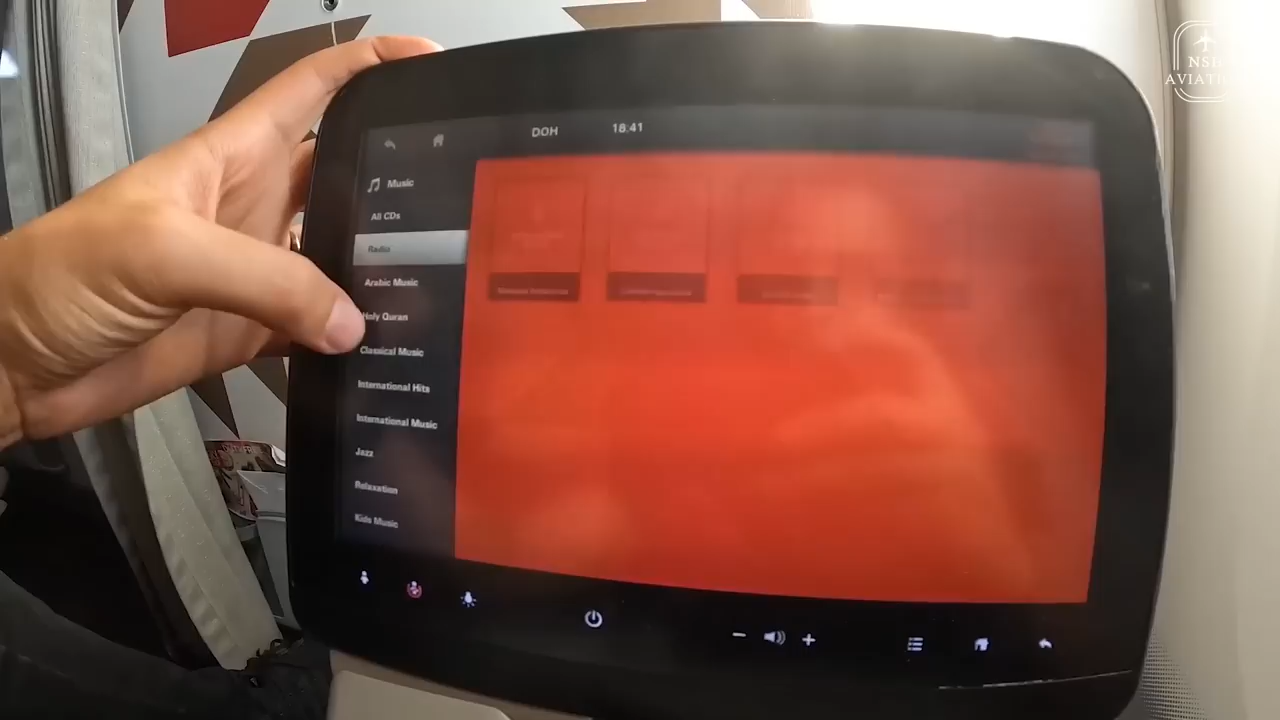 DOH 18:41
Music
All CDs
Radio
Arabic Music
Holy Quran
Classical Music
International Hits
International Music
Jazz
Relaxation
Kids Music